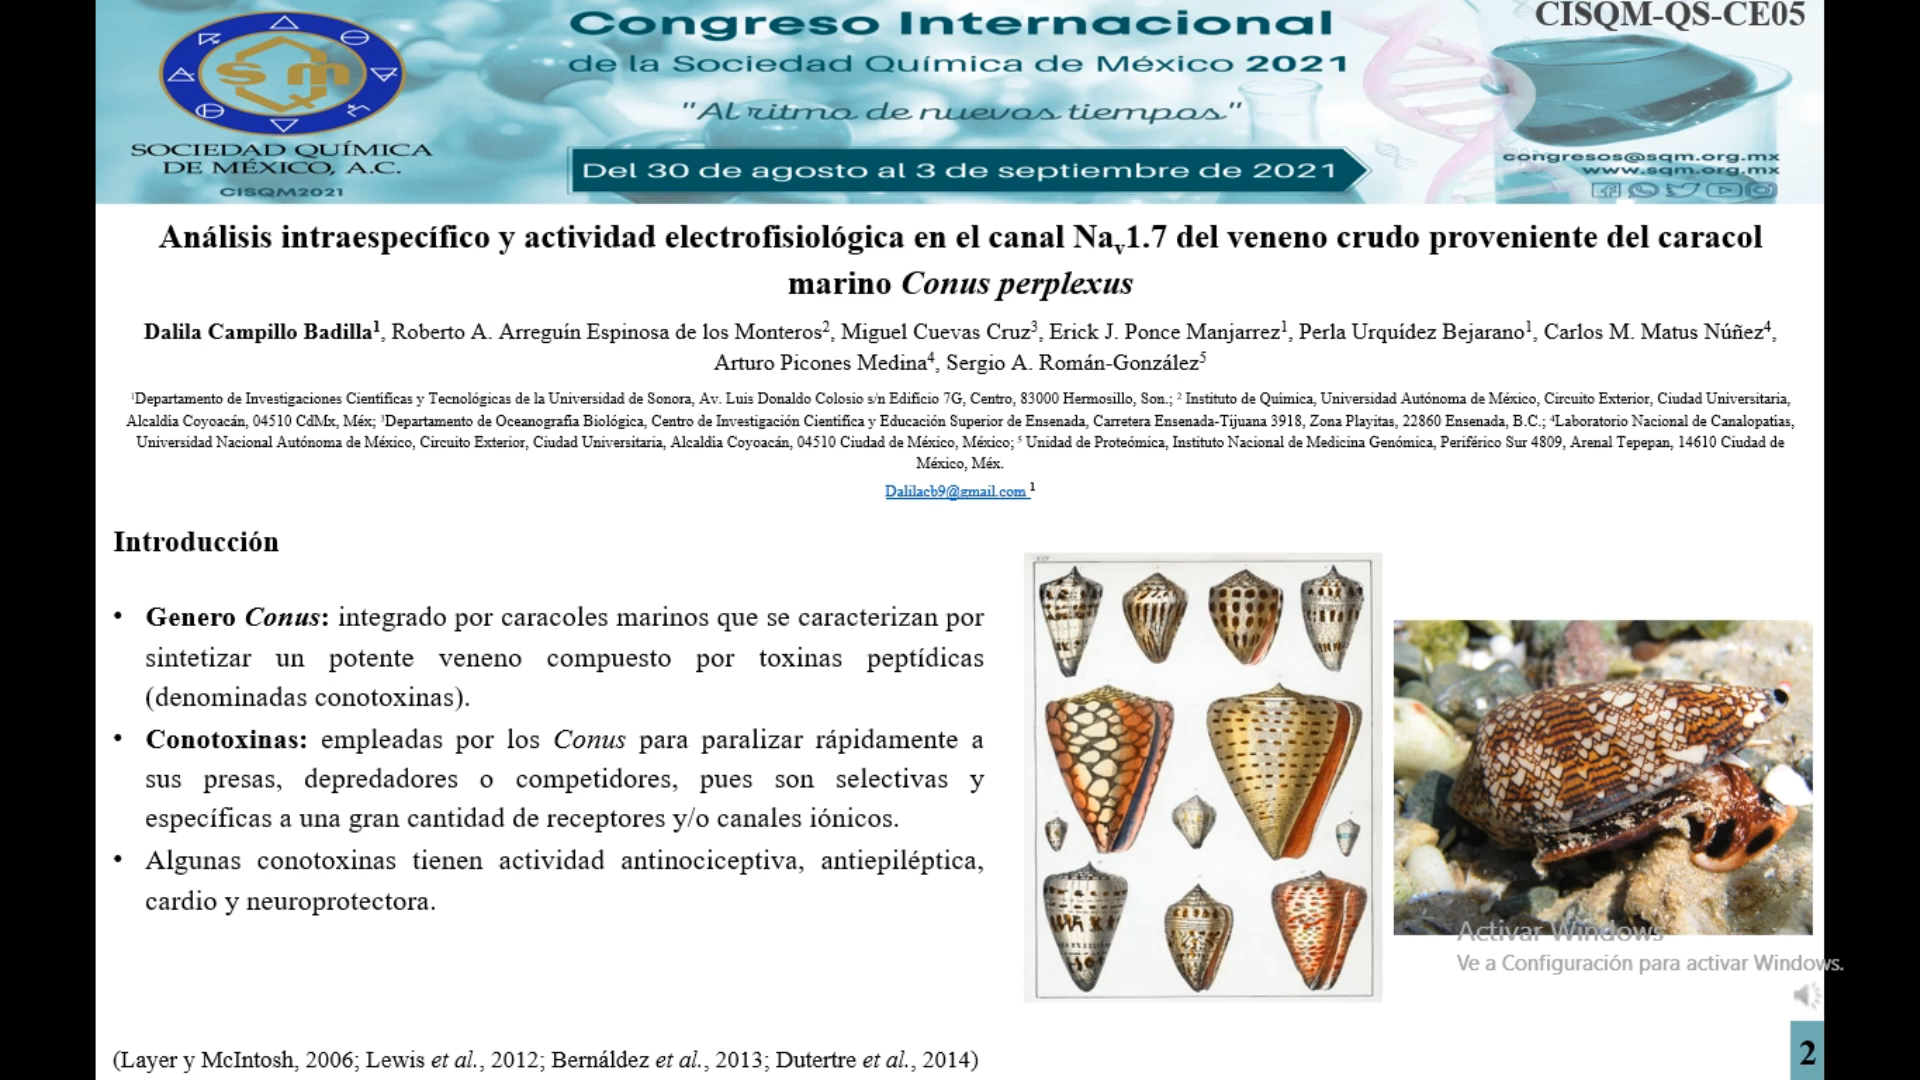 CISQM-QS-CE05
Congreso Internacional
de la Sociedad Química de México 2021
"Al ritmo de nuevos tiempos"
Del 30 de agosto al 3 de septiembre de 2021
SQM
SOCIEDAD QUÍMICA
DE MÉXICO, A.C.
CISQM2021
congresos@sqm.org.mx
www.sqm.org.mx
Análisis intraespecífico y actividad electrofisiológica en el canal Nav1.7 del veneno crudo proveniente del caracol
marino Conus perplexus
Dalila Campillo Badilla1, Roberto A. Arreguín Espinosa de los Monteros2, Miguel Cuevas Cruz3, Erick J. Ponce Manjarrez1, Perla Urquídez Bejarano1, Carlos M. Matus Núñez4,
Arturo Picones Medina4, Sergio A. Román-González5
1Departamento de Investigaciones Científicas y Tecnológicas de la Universidad de Sonora, Av. Luis Donaldo Colosio s/n Edificio 7G, Centro, 83000 Hermosillo, Son.; 2 Instituto de Química, Universidad Autónoma de México, Circuito Exterior, Ciudad Universitaria,
Alcaldía Coyoacán, 04510 CdMx, Méx; 3Departamento de Oceanografía Biológica, Centro de Investigación Científica y Educación Superior de Ensenada, Carretera Ensenada-Tijuana 3918, Zona Playitas, 22860 Ensenada, B.C.; 4Laboratorio Nacional de Canalopatías,
Universidad Nacional Autónoma de México, Circuito Exterior, Ciudad Universitaria, Alcaldía Coyoacán, 04510 Ciudad de México, México; 5 Unidad de Proteómica, Instituto Nacional de Medicina Genómica, Periférico Sur 4809, Arenal Tepepan, 14610 Ciudad de
México, Méx.
Dalilacb9@gmail.com 1
Introducción
• Genero Conus: integrado por caracoles marinos que se caracterizan por
sintetizar un potente veneno compuesto por toxinas peptídicas
(denominadas conotoxinas).
• Conotoxinas: empleadas por los Conus para paralizar rápidamente a
sus presas, depredadores o competidores, pues son selectivas y
específicas a una gran cantidad de receptores y/o canales iónicos.
• Algunas conotoxinas tienen actividad antinociceptiva, antiepiléptica,
cardio y neuroprotectora.
Activar Windows
Ve a Configuración para activar Windows.
(Layer y McIntosh, 2006; Lewis et al., 2012; Bernáldez et al., 2013; Dutertre et al., 2014)
2